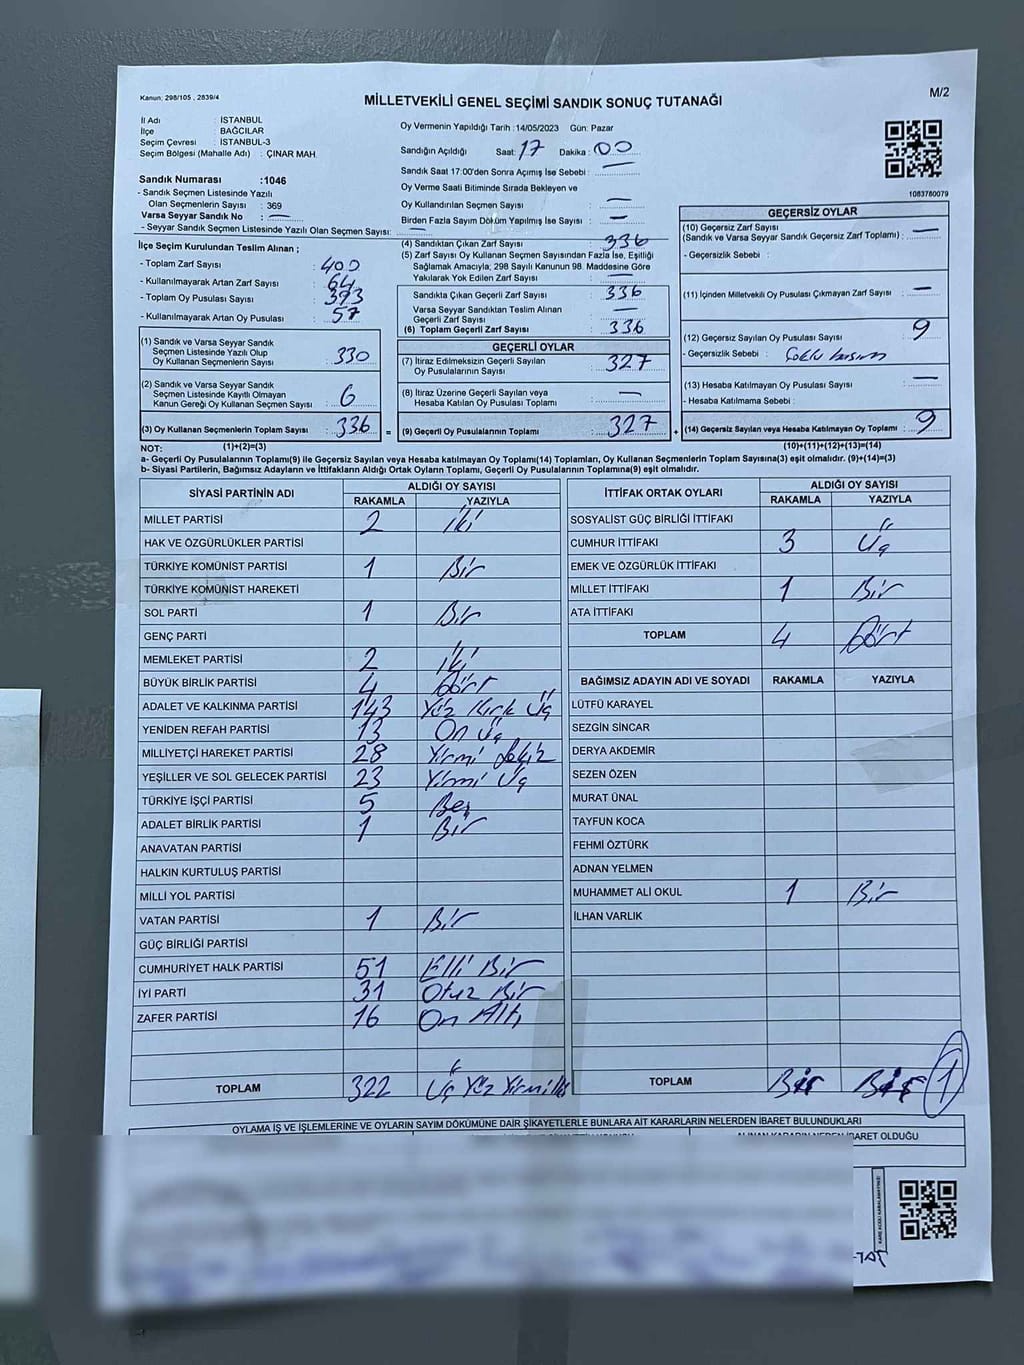 Kanun: 298/105 , 2839/4
MİLLETVEKİLİ GENEL SEÇİMİ SANDIK SONUÇ TUTANAĞI
M/2
İl Adı : İSTANBUL
İlçe : BAĞCILAR
Seçim Çevresi : İSTANBUL-3
Seçim Bölgesi (Mahalle Adı) : ÇINAR MAH.
Sandık Numarası :1046
- Sandık Seçmen Listesinde Yazılı
Olan Seçmenlerin Sayısı : 369
Varsa Seyyar Sandık No : —
- Seyyar Sandık Seçmen Listesinde Yazılı Olan Seçmen Sayısı: —
Oy Vermenin Yapıldığı Tarih :14/05/2023 Gün: Pazar
Sandığın Açıldığı Saat: 17 Dakika : 00
Sandık Saat 17:00'den Sonra Açımış İse Sebebi : —
Oy Verme Saati Bitiminde Sırada Bekleyen ve
Oy Kullandırılan Seçmen Sayısı : —
Birden Fazla Sayım Döküm Yapılmış İse Sayısı : —
1083780079
İlçe Seçim Kurulundan Teslim Alınan ;
- Toplam Zarf Sayısı : 400
- Kullanılmayarak Artan Zarf Sayısı : 64
- Toplam Oy Pusulası Sayısı : 393
- Kullanılmayarak Artan Oy Pusulası : 57
(1) Sandık ve Varsa Seyyar Sandık
Seçmen Listesinde Yazılı Olup
Oy Kullanan Seçmenlerin Sayısı : 330
(2) Sandık ve Varsa Seyyar Sandık
Seçmen Listesinde Kayıtlı Olmayan
Kanun Gereği Oy Kullanan Seçmen Sayısı : 6
(3) Oy Kullanan Seçmenlerin Toplam Sayısı : 336 =
(4) Sandıktan Çıkan Zarf Sayısı : 336
(5) Zarf Sayısı Oy Kullanan Seçmen Sayısından Fazla İse, Eşitliği
Sağlamak Amacıyla; 298 Sayılı Kanunun 98. Maddesine Göre
Yakılarak Yok Edilen Zarf Sayısı : —
Sandıkta Çıkan Geçerli Zarf Sayısı : 336
Varsa Seyyar Sandıktan Teslim Alınan
Geçerli Zarf Sayısı : —
(6) Toplam Geçerli Zarf Sayısı : 336
GEÇERLİ OYLAR
(7) İtiraz Edilmeksizin Geçerli Sayılan
Oy Pusulalarının Sayısı : 327
(8) İtiraz Üzerine Geçerli Sayılan veya
Hesaba Katılan Oy Pusulası Toplamı : —
(9) Geçerli Oy Pusulalarının Toplamı : 327 +
GEÇERSİZ OYLAR
(10) Geçersiz Zarf Sayısı
(Sandık ve Varsa Seyyar Sandık Geçersiz Zarf Toplamı) : —
- Geçersizlik Sebebi :
(11) İçinden Milletvekili Oy Pusulası Çıkmayan Zarf Sayısı : —
(12) Geçersiz Sayılan Oy Pusulası Sayısı : 9
- Geçersizlik Sebebi : Çoklu basım
(13) Hesaba Katılmayan Oy Pusulası Sayısı : —
- Hesaba Katılmama Sebebi :
(14) Geçersiz Sayılan veya Hesaba Katılmayan Oy Toplamı : 9
NOT: (1)+(2)=(3) (10)+(11)+(12)+(13)=(14)
a- Geçerli Oy Pusulalarının Toplamı(9) ile Geçersiz Sayılan veya Hesaba katılmayan Oy Toplamı(14) Toplamları, Oy Kullanan Seçmenlerin Toplam Sayısına(3) eşit olmalıdır. (9)+(14)=(3)
b- Siyasi Partilerin, Bağımsız Adayların ve İttifakların Aldığı Ortak Oyların Toplamı, Geçerli Oy Pusulalarının Toplamına(9) eşit olmalıdır.
SİYASİ PARTİNİN ADI ALDIĞI OY SAYISI
RAKAMLA YAZIYLA
MİLLET PARTİSİ 2 iki
HAK VE ÖZGÜRLÜKLER PARTİSİ
TÜRKİYE KOMÜNİST PARTİSİ 1 Bir
TÜRKİYE KOMÜNİST HAREKETİ
SOL PARTİ 1 Bir
GENÇ PARTİ
MEMLEKET PARTİSİ 2 iki
BÜYÜK BİRLİK PARTİSİ 4 Dört
ADALET VE KALKINMA PARTİSİ 143 Yüz Kırk Üç
YENİDEN REFAH PARTİSİ 13 On Üç
MİLLİYETÇİ HAREKET PARTİSİ 28 Yirmi Sekiz
YEŞİLLER VE SOL GELECEK PARTİSİ 23 Yirmi Üç
TÜRKİYE İŞÇİ PARTİSİ 5 Beş
ADALET BİRLİK PARTİSİ 1 Bir
ANAVATAN PARTİSİ
HALKIN KURTULUŞ PARTİSİ
MİLLİ YOL PARTİSİ
VATAN PARTİSİ 1 Bir
GÜÇ BİRLİĞİ PARTİSİ
CUMHURİYET HALK PARTİSİ 51 Elli Bir
İYİ PARTİ 31 Otuz Bir
ZAFER PARTİSİ 16 On Altı
TOPLAM 322 Üç Yüz Yirmi İki
İTTİFAK ORTAK OYLARI ALDIĞI OY SAYISI
RAKAMLA YAZIYLA
SOSYALİST GÜÇ BİRLİĞİ İTTİFAKI
CUMHUR İTTİFAKI 3 Üç
EMEK VE ÖZGÜRLÜK İTTİFAKI
MİLLET İTTİFAKI 1 Bir
ATA İTTİFAKI
TOPLAM 4 Dört
BAĞIMSIZ ADAYIN ADI VE SOYADI RAKAMLA YAZIYLA
LÜTFÜ KARAYEL
SEZGİN SİNCAR
DERYA AKDEMİR
SEZEN ÖZEN
MURAT ÜNAL
TAYFUN KOCA
FEHMİ ÖZTÜRK
ADNAN YELMEN
MUHAMMET ALİ OKUL 1 Bir
İLHAN VARLIK
TOPLAM Bir Bir 1
OYLAMA İŞ VE İŞLEMLERİNE VE OYLARIN SAYIM DÖKÜMÜNE DAİR ŞİKAYETLERLE BUNLARA AİT KARARLARIN NELERDEN İBARET BULUNDUKLARI
ALINAN KARARIN NEDEN İBARET OLDUĞU